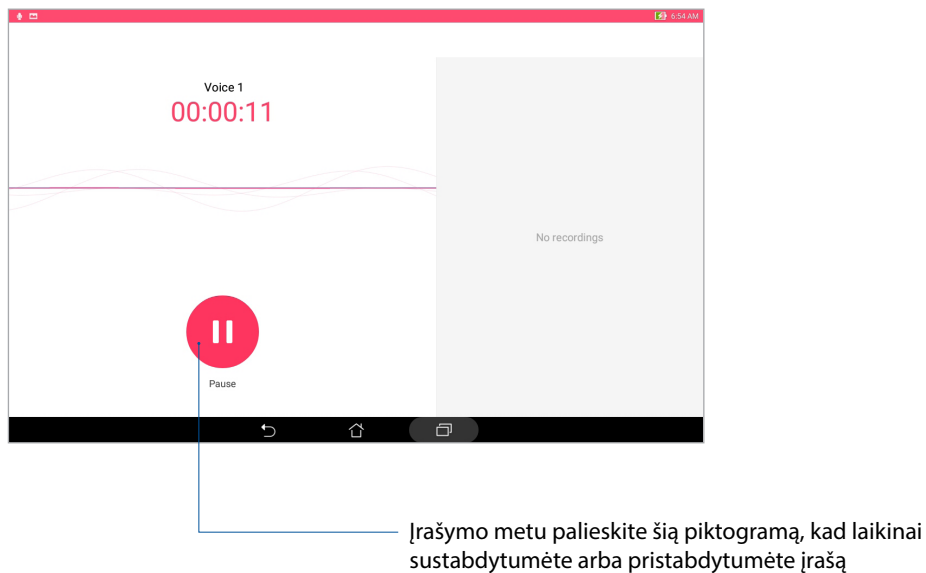 6:54 AM
Voice 1
00:00:11
No recordings
Pause
Įrašymo metu palieskite šią piktogramą, kad laikinai
sustabdytumėte arba pristabdytumėte įrašą